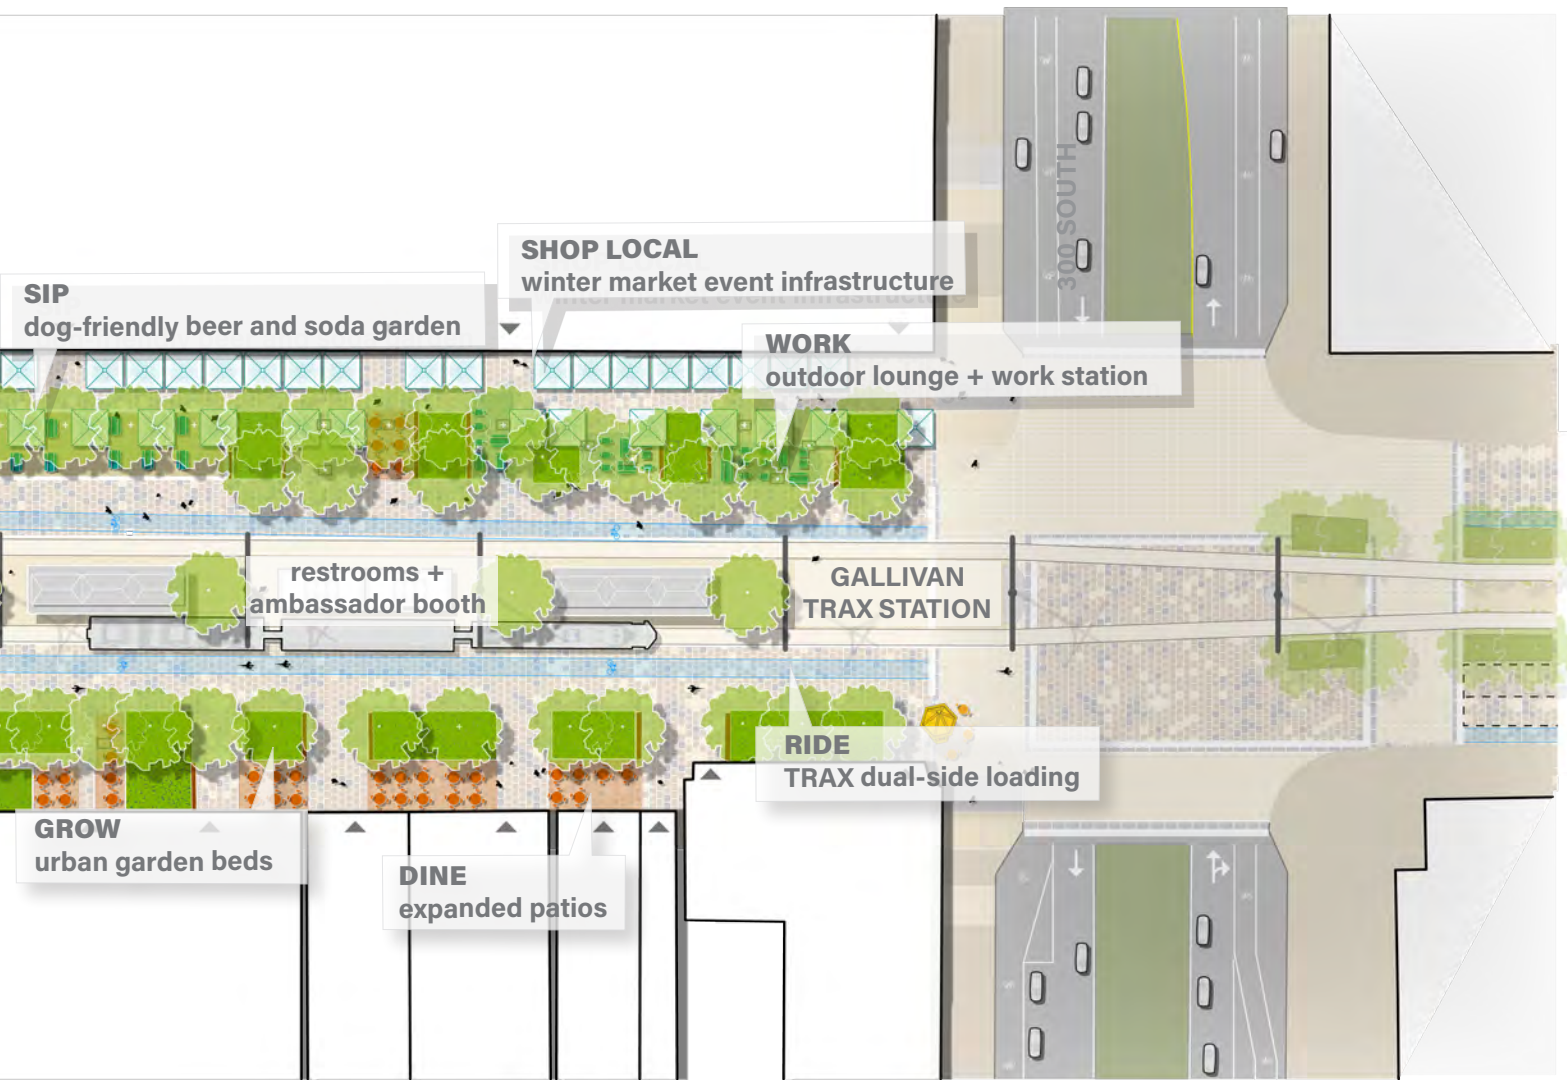 300 SOUTH
SHOP LOCAL
winter market event infrastructure
SIP
dog-friendly beer and soda garden
WORK
outdoor lounge + work station
restrooms +
ambassador booth
GALLIVAN
TRAX STATION
RIDE
TRAX dual-side loading
GROW
urban garden beds
DINE
expanded patios